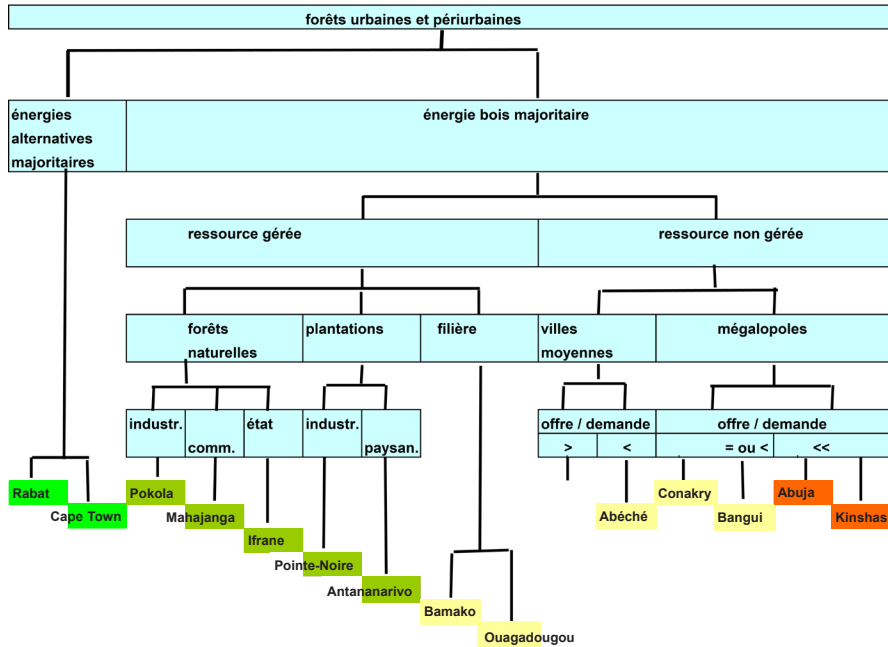 forêts urbaines et périurbaines
énergies
alternatives
majoritaires
énergie bois majoritaire
ressource gérée
ressource non gérée
forêts
naturelles
plantations
filière
villes
moyennes
mégalopoles
industr.
comm.
état
industr.
paysan.
offre / demande
offre / demande
>
<
= ou <
<<
Rabat
Cape Town
Pokola
Mahajanga
Ifrane
Pointe-Noire
Antananarivo
Bamako
Ouagadougou
Abéché
Conakry
Bangui
Abuja
Kinshas